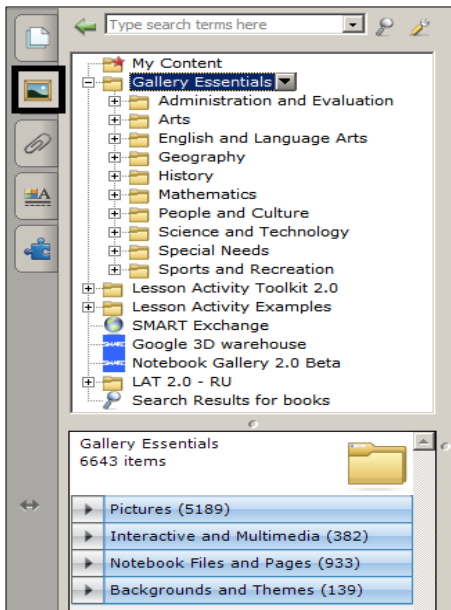 Type search terms here
My Content
Gallery Essentials
Administration and Evaluation
Arts
English and Language Arts
Geography
History
Mathematics
People and Culture
Science and Technology
Special Needs
Sports and Recreation
Lesson Activity Toolkit 2.0
Lesson Activity Examples
SMART Exchange
Google 3D warehouse
Notebook Gallery 2.0 Beta
LAT 2.0 - RU
Search Results for books
Gallery Essentials
6643 items
Pictures (5189)
Interactive and Multimedia (382)
Notebook Files and Pages (933)
Backgrounds and Themes (139)